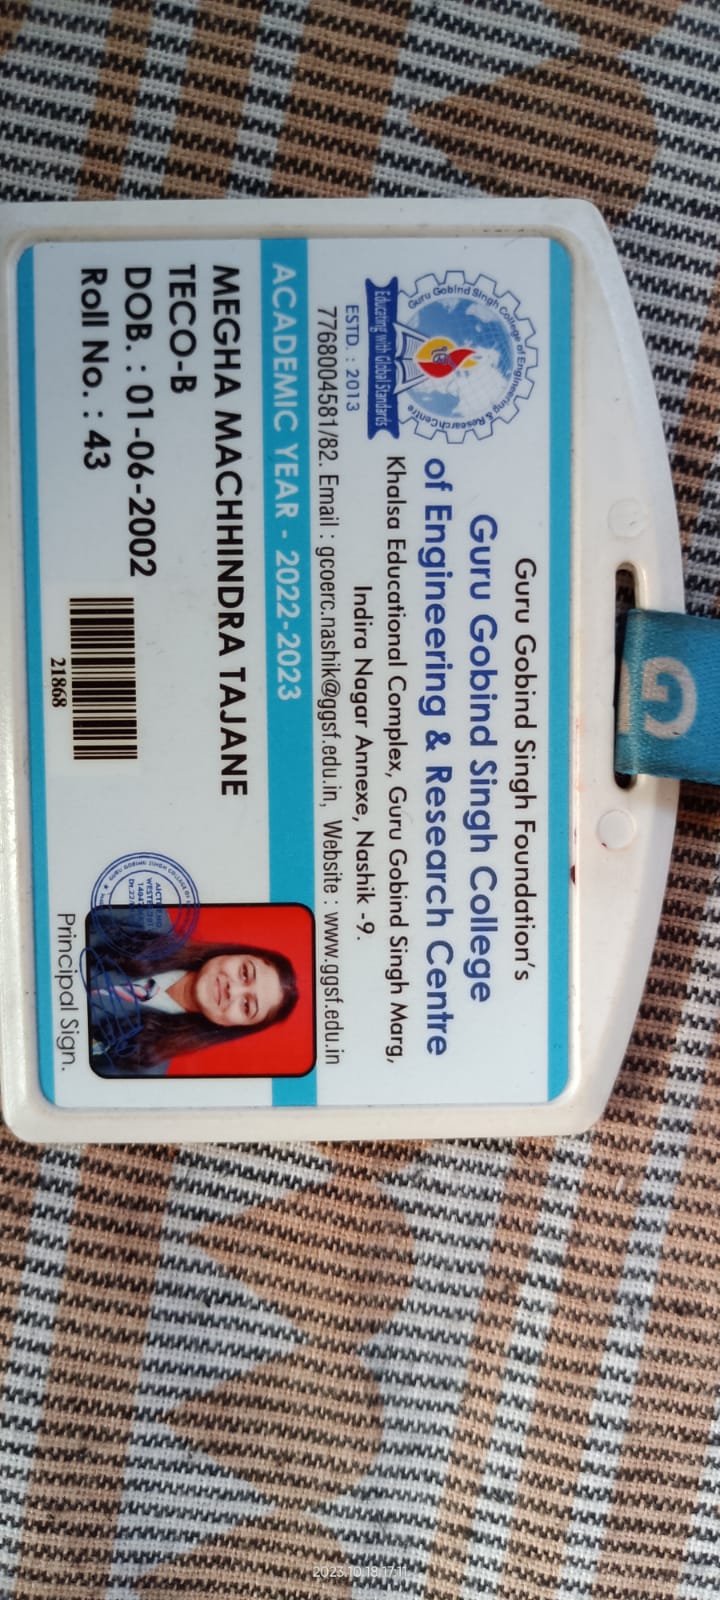 Guru Gobind Singh Foundation's
Guru Gobind Singh College
of Engineering & Research Centre
Khalsa Educational Complex, Guru Gobind Singh Marg,
Indira Nagar Annexe, Nashik -9.
Guru Gobind Singh College of Engineering & Research Centre
Educating with Global Standards
ESTD. : 2013
7768004581/82. Email : gcoerc.nashik@ggsf.edu.in, Website : www.ggsf.edu.in
ACADEMIC YEAR - 2022-2023
MEGHA MACHHINDRA TAJANE
TECO-B
DOB. : 01-06-2002
Roll No. : 43
21868
Principal Sign.
G
2023.10.18 17:11